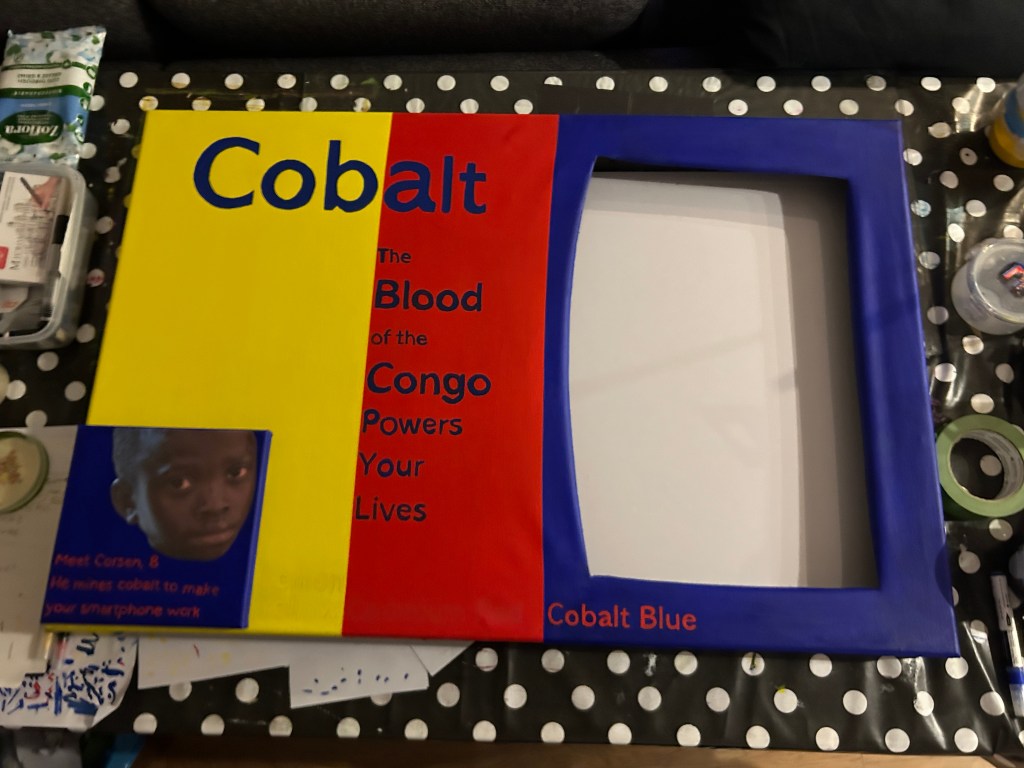 Cobalt
The
Blood
of the
Congo
Powers
Your
Lives
Cobalt Blue
Meet Corsen, 8
He mines cobalt to make
your smartphone work
Zoflora